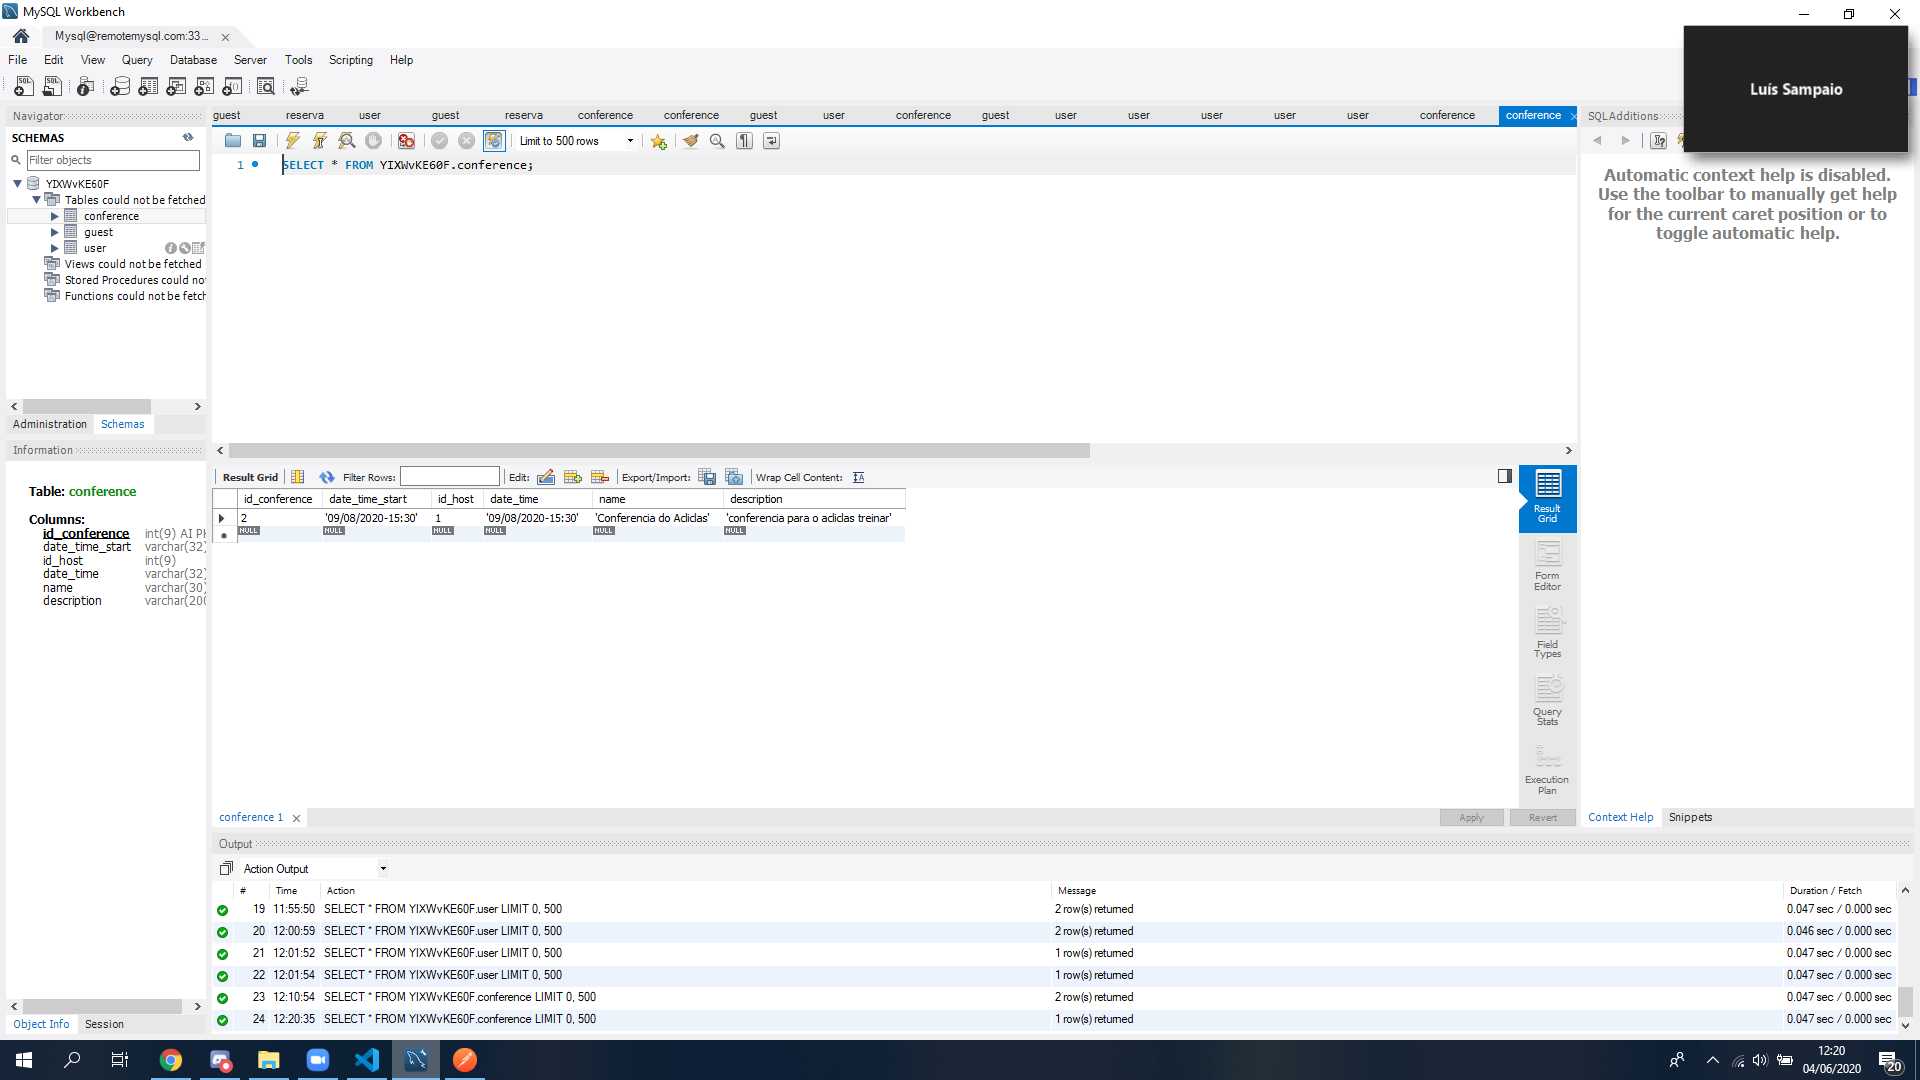 MySQL Workbench
Mysql@remotemysql.com:33...
File Edit View Query Database Server Tools Scripting Help
Luís Sampaio
Navigator
SCHEMAS
Filter objects
YIXWvKE60F
Tables could not be fetched
conference
guest
user
Views could not be fetched
Stored Procedures could no
Functions could not be fetch
Administration Schemas
Information
Table: conference
Columns:
id_conference int(9) AI P
date_time_start varchar(32)
id_host int(9)
date_time varchar(32)
name varchar(30)
description varchar(200
Object Info Session
guest reserva user guest reserva conference conference guest user conference guest user user user user conference conference
Limit to 500 rows
1 SELECT * FROM YIXWvKE60F.conference;
SQLAdditions
Automatic context help is disabled.
Use the toolbar to manually get help
for the current caret position or to
toggle automatic help.
Result Grid Filter Rows: Edit: Export/Import: Wrap Cell Content:
id_conference date_time_start id_host date_time name description
2 '09/08/2020-15:30' 1 '09/08/2020-15:30' 'Conferencia do Aciclas' 'conferencia para o aciclas treinar'
NULL NULL NULL NULL NULL NULL
Result
Grid
Form
Editor
Field
Types
Query
Stats
Execution
Plan
conference 1 Apply Revert
Context Help Snippets
Output
Action Output
# Time Action Message Duration / Fetch
19 11:55:50 SELECT * FROM YIXWvKE60F.user LIMIT 0, 500 2 row(s) returned 0.047 sec / 0.000 sec
20 12:00:59 SELECT * FROM YIXWvKE60F.user LIMIT 0, 500 2 row(s) returned 0.046 sec / 0.000 sec
21 12:01:52 SELECT * FROM YIXWvKE60F.user LIMIT 0, 500 1 row(s) returned 0.047 sec / 0.000 sec
22 12:01:54 SELECT * FROM YIXWvKE60F.user LIMIT 0, 500 1 row(s) returned 0.047 sec / 0.000 sec
23 12:10:54 SELECT * FROM YIXWvKE60F.conference LIMIT 0, 500 2 row(s) returned 0.047 sec / 0.000 sec
24 12:20:35 SELECT * FROM YIXWvKE60F.conference LIMIT 0, 500 1 row(s) returned 0.047 sec / 0.000 sec
12:20
04/06/2020
20